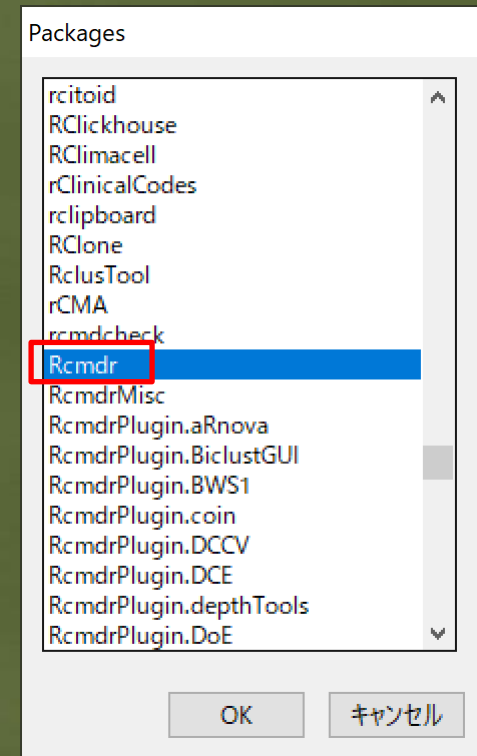 Packages
rcitoid
RClickhouse
RClimacell
rClinicalCodes
rclipboard
RClone
RclusTool
rCMA
rcmdcheck
Rcmdr
RcmdrMisc
RcmdrPlugin.aRnova
RcmdrPlugin.BiclustGUI
RcmdrPlugin.BWS1
RcmdrPlugin.coin
RcmdrPlugin.DCCV
RcmdrPlugin.DCE
RcmdrPlugin.depthTools
RcmdrPlugin.DoE
OK キャンセル